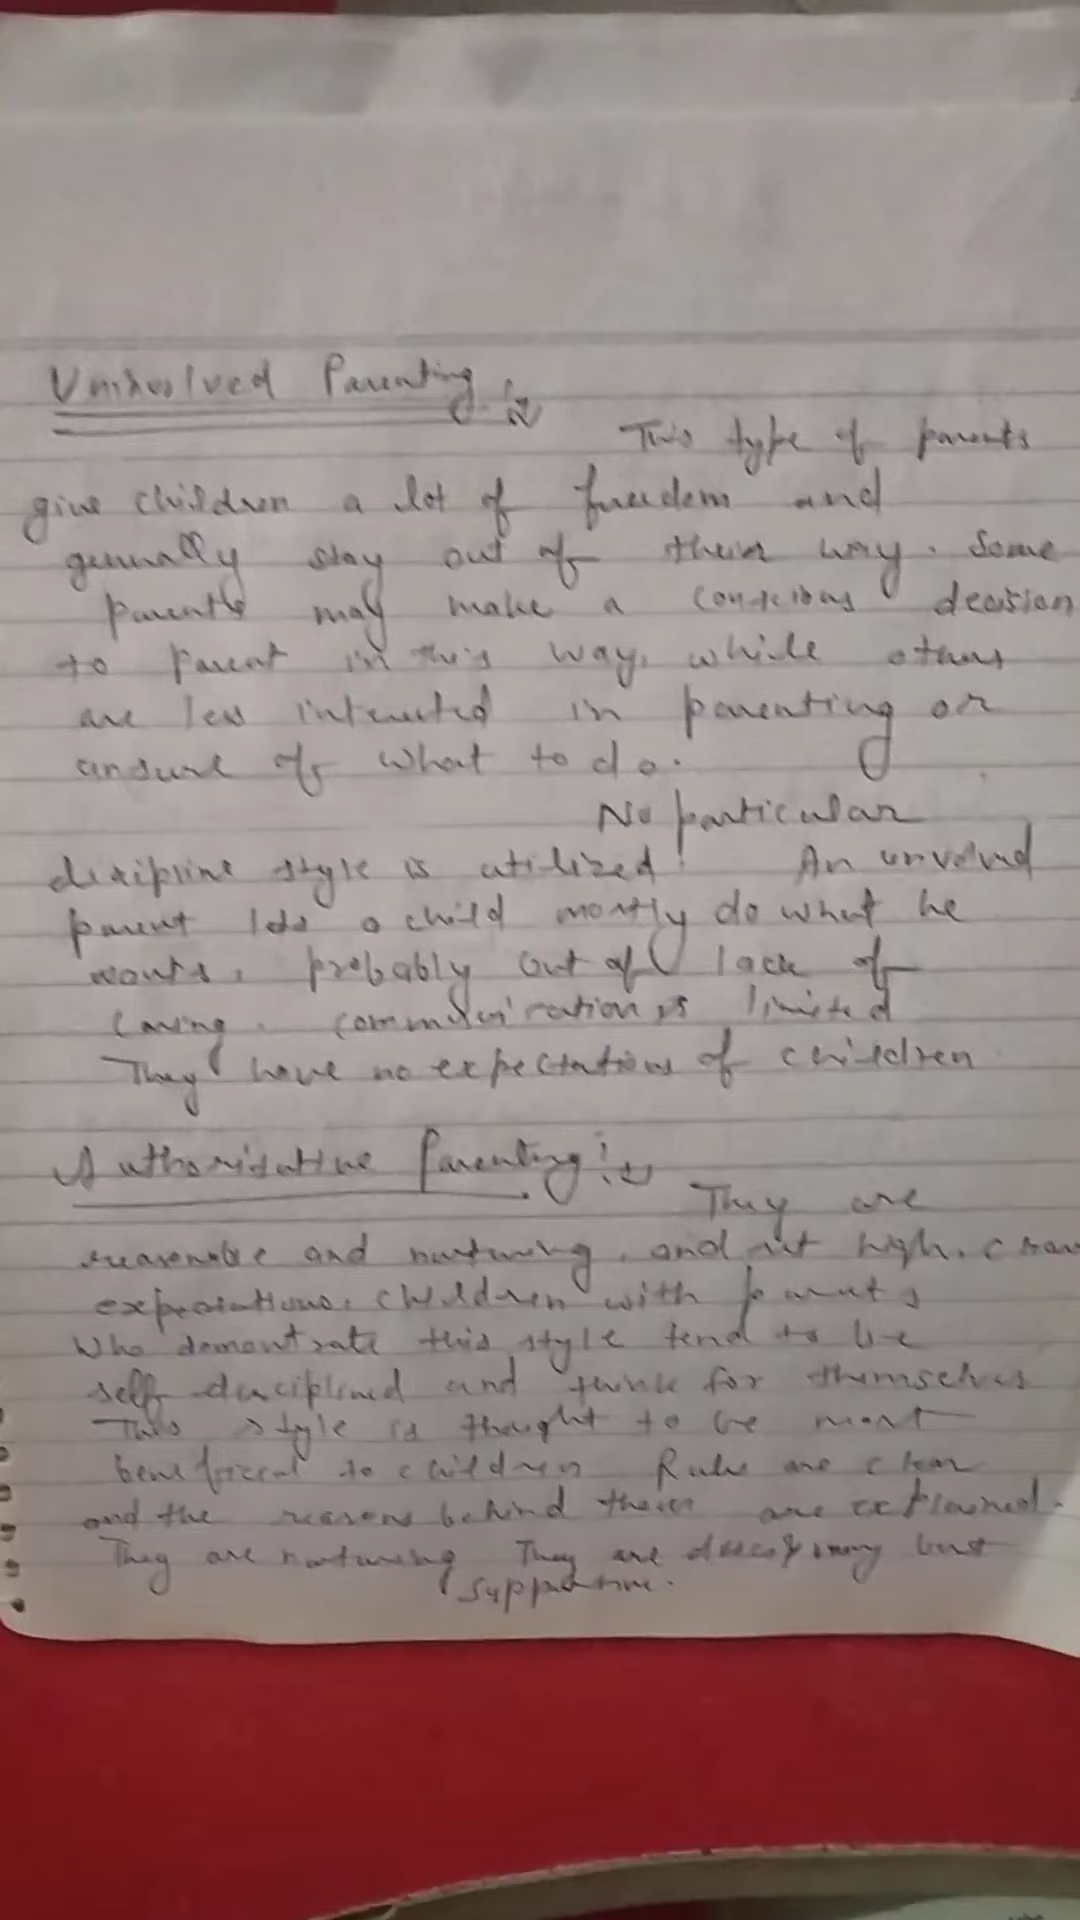 Uninvolved Parenting :-
This type of parents
give children a lot of freedom and
generally stay out of their way. Some
parents may make a conscious decision
to parent in this way, while others
are less interested in parenting or
unsure of what to do.
No particular
discipline style is utilized. An unvolved
parent lets a child mostly do what he
wants, probably out of lack of
caring. communication is limited
They have no expectations of children
Authoritative Parenting :-
They are
reasonable and nurturing, and set high, clear
expectations. Children with parents
who demontrate this style tend to be
self disciplined and think for themselves
This style is thought to be most
beneficial to children Rules are clear
and the reasons behind them are explained.
They are nurturing They are but
supportive.